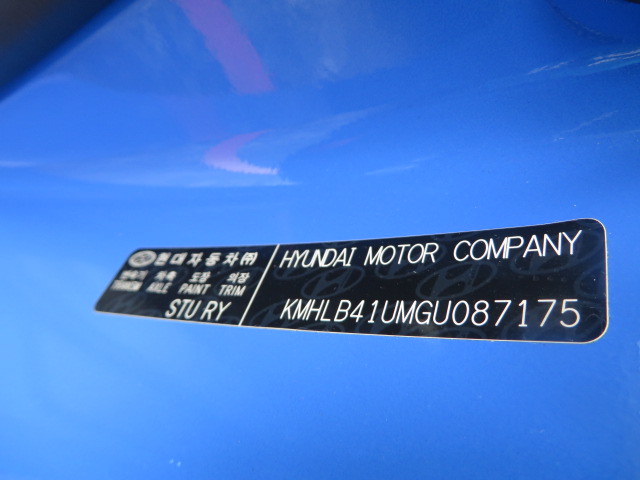 현대자동차㈜
변속기 차축 도장 의장
TRANSM AXLE PAINT TRIM
STU RY
HYUNDAI MOTOR COMPANY
KMHLB41UMGU087175